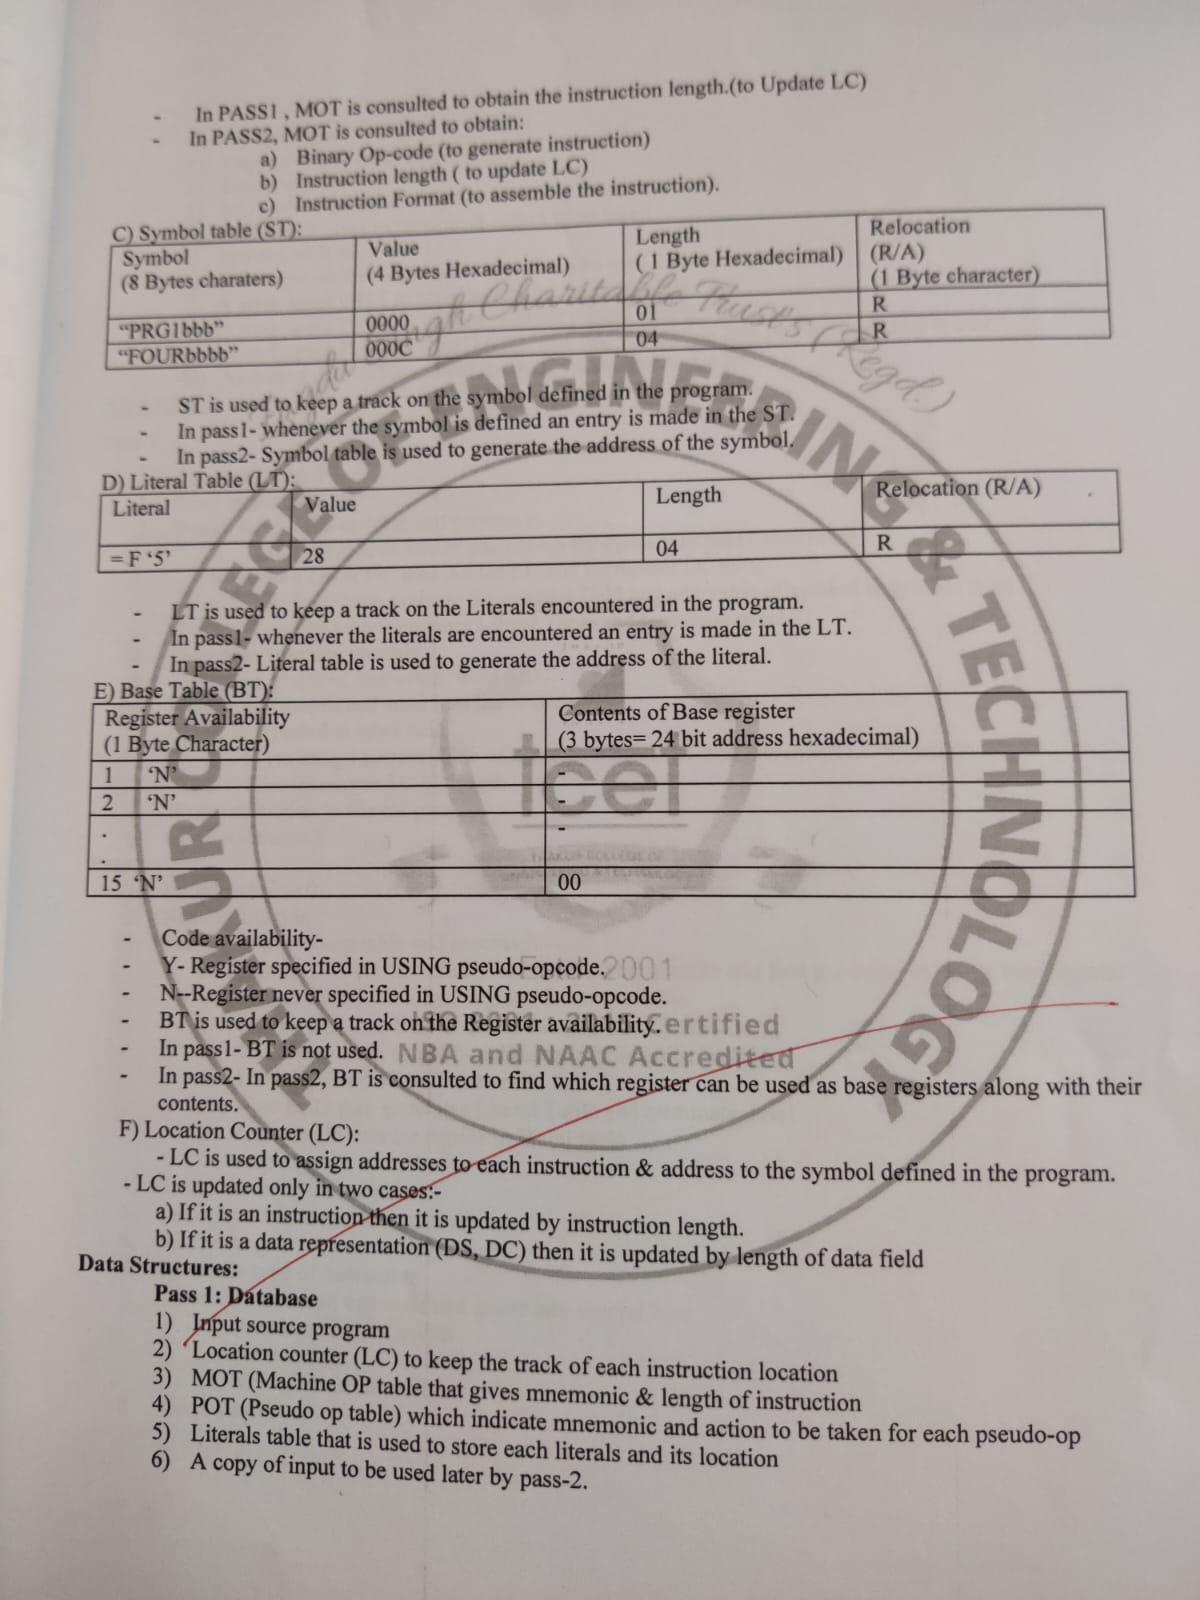 - In PASS1 , MOT is consulted to obtain the instruction length.(to Update LC)
- In PASS2, MOT is consulted to obtain:
a) Binary Op-code (to generate instruction)
b) Instruction length ( to update LC)
c) Instruction Format (to assemble the instruction).
C) Symbol table (ST):
Symbol (8 Bytes charaters) Value (4 Bytes Hexadecimal) Length ( 1 Byte Hexadecimal) Relocation (R/A) (1 Byte character)
“PRG1bbb” 0000 01 R
“FOURbbbb” 000C 04 R
- ST is used to keep a track on the symbol defined in the program.
- In pass1- whenever the symbol is defined an entry is made in the ST.
- In pass2- Symbol table is used to generate the address of the symbol.
D) Literal Table (LT):
Literal Value Length Relocation (R/A)
=F ‘5’ 28 04 R
- LT is used to keep a track on the Literals encountered in the program.
- In pass1- whenever the literals are encountered an entry is made in the LT.
- In pass2- Literal table is used to generate the address of the literal.
E) Base Table (BT):
Register Availability (1 Byte Character) Contents of Base register (3 bytes= 24 bit address hexadecimal)
1 ‘N’ -
2 ‘N’ -
. -
.
15 ‘N’ 00
- Code availability-
- Y- Register specified in USING pseudo-opcode.
- N--Register never specified in USING pseudo-opcode.
- BT is used to keep a track on the Register availability.
- In pass1- BT is not used.
- In pass2- In pass2, BT is consulted to find which register can be used as base registers along with their
contents.
F) Location Counter (LC):
- LC is used to assign addresses to each instruction & address to the symbol defined in the program.
- LC is updated only in two cases:-
a) If it is an instruction then it is updated by instruction length.
b) If it is a data representation (DS, DC) then it is updated by length of data field
Data Structures:
Pass 1: Database
1) Input source program
2) Location counter (LC) to keep the track of each instruction location
3) MOT (Machine OP table that gives mnemonic & length of instruction
4) POT (Pseudo op table) which indicate mnemonic and action to be taken for each pseudo-op
5) Literals table that is used to store each literals and its location
6) A copy of input to be used later by pass-2.
Charitable Trust's (Regd.)
THAKUR COLLEGE OF ENGINEERING & TECHNOLOGY
tcet
2001
Certified
NBA and NAAC Accredited